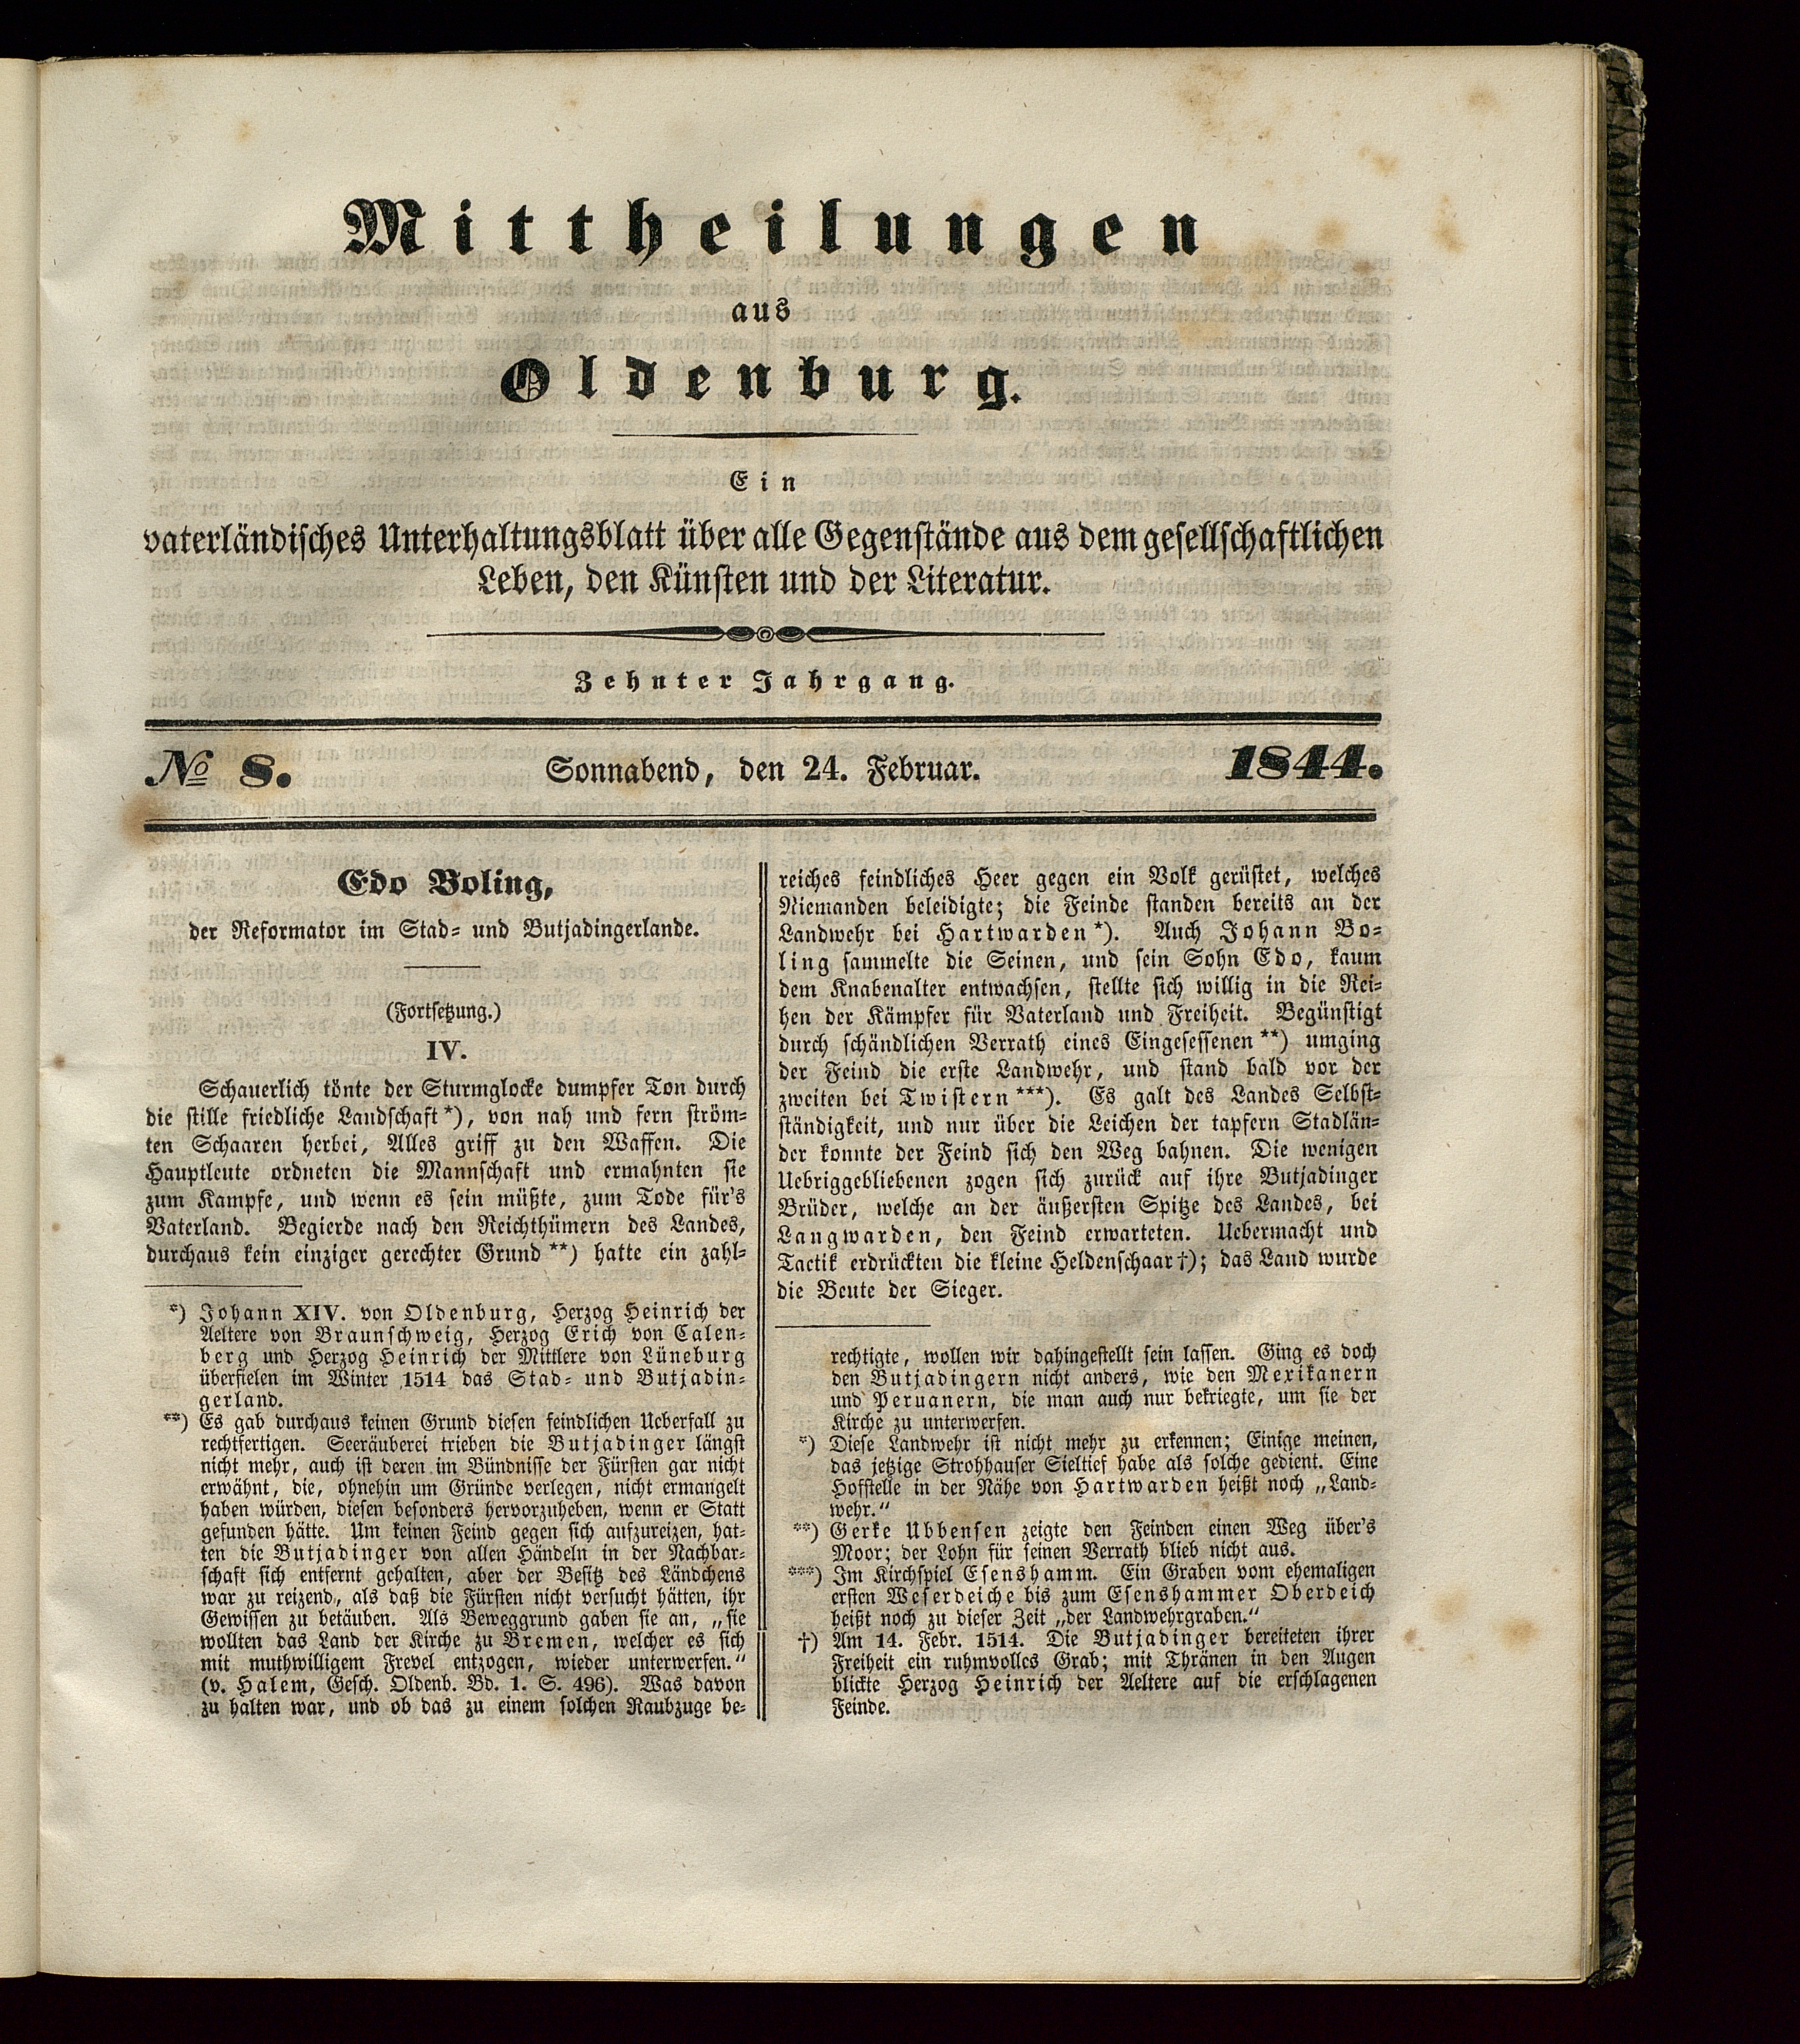 Mittheilungen
aus
Oldenburg.
Ein
vaterländisches Unterhaltungsblatt über alle Gegenstände aus dem gesellschaftlichen
Leben, den Künsten und der Literatur.
Zehnter Jahrgang.
№ 8.
Sonnabend, den 24. Februar.
1844.
Edo Boling,
der Reformator im Stad- und Butjadingerlande.
(Fortsetzung.)
IV.
Schauerlich tönte der Sturmglocke dumpfer Ton durch
die stille friedliche Landschaft *), von nah und fern ström-
ten Schaaren herbei, Alles griff zu den Waffen. Die
Hauptleute ordneten die Mannschaft und ermahnten sie
zum Kampfe, und wenn es sein müßte, zum Tode für's
Vaterland. Begierde nach den Reichthümern des Landes,
durchaus kein einziger gerechter Grund **) hatte ein zahl-
*) Johann XIV. von Oldenburg, Herzog Heinrich der
Aeltere von Braunschweig, Herzog Erich von Calen-
berg und Herzog Heinrich der Mittlere von Lüneburg
überfielen im Winter 1514 das Stad- und Butjadin-
gerland.
**) Es gab durchaus keinen Grund diesen feindlichen Ueberfall zu
rechtfertigen. Seeräuberei trieben die Butjadinger längst
nicht mehr, auch ist deren im Bündnisse der Fürsten gar nicht
erwähnt, die, ohnehin um Gründe verlegen, nicht ermangelt
haben würden, diesen besonders hervorzuheben, wenn er Statt
gefunden hätte. Um keinen Feind gegen sich aufzureizen, hat-
ten die Butjadinger von allen Händeln in der Nachbar-
schaft sich entfernt gehalten, aber der Besitz des Ländchens
war zu reizend, als daß die Fürsten nicht versucht hätten, ihr
Gewissen zu betäuben. Als Beweggrund gaben sie an, „sie
wollten das Land der Kirche zu Bremen, welcher es sich
mit muthwilligem Frevel entzogen, wieder unterwerfen."
(v. Halem, Gesch. Oldenb. Bd. 1. S. 496). Was davon
zu halten war, und ob das zu einem solchen Raubzuge be-
reiches feindliches Heer gegen ein Volk gerüstet, welches
Niemanden beleidigte; die Feinde standen bereits an der
Landwehr bei Hartwarden *). Auch Johann Bo-
ling sammelte die Seinen, und sein Sohn Edo, kaum
dem Knabenalter entwachsen, stellte sich willig in die Rei-
hen der Kämpfer für Vaterland und Freiheit. Begünstigt
durch schändlichen Verrath eines Eingesessenen **) umging
der Feind die erste Landwehr, und stand bald vor der
zweiten bei Twistern ***). Es galt des Landes Selbst-
ständigkeit, und nur über die Leichen der tapfern Stadlän-
der konnte der Feind sich den Weg bahnen. Die wenigen
Uebriggebliebenen zogen sich zurück auf ihre Butjadinger
Brüder, welche an der äußersten Spitze des Landes, bei
Langwarden, den Feind erwarteten. Uebermacht und
Tactik erdrückten die kleine Heldenschaar †); das Land wurde
die Beute der Sieger.
rechtigte, wollen wir dahingestellt sein lassen. Ging es doch
den Butjadingern nicht anders, wie den Mexikanern
und Peruanern, die man auch nur bekriegte, um sie der
Kirche zu unterwerfen.
*) Diese Landwehr ist nicht mehr zu erkennen; Einige meinen,
das jetzige Strohhauser Sieltief habe als solche gedient. Eine
Hofstelle in der Nähe von Hartwarden heißt noch „Land-
wehr."
**) Gerke Ubbensen zeigte den Feinden einen Weg über's
Moor; der Lohn für seinen Verrath blieb nicht aus.
***) Im Kirchspiel Esenshamm. Ein Graben vom ehemaligen
ersten Weserdeiche bis zum Esenshammer Oberdeich
heißt noch zu dieser Zeit „der Landwehrgraben."
†) Am 14. Febr. 1514. Die Butjadinger bereiteten ihrer
Freiheit ein ruhmvolles Grab; mit Thränen in den Augen
blickte Herzog Heinrich der Aeltere auf die erschlagenen
Feinde.